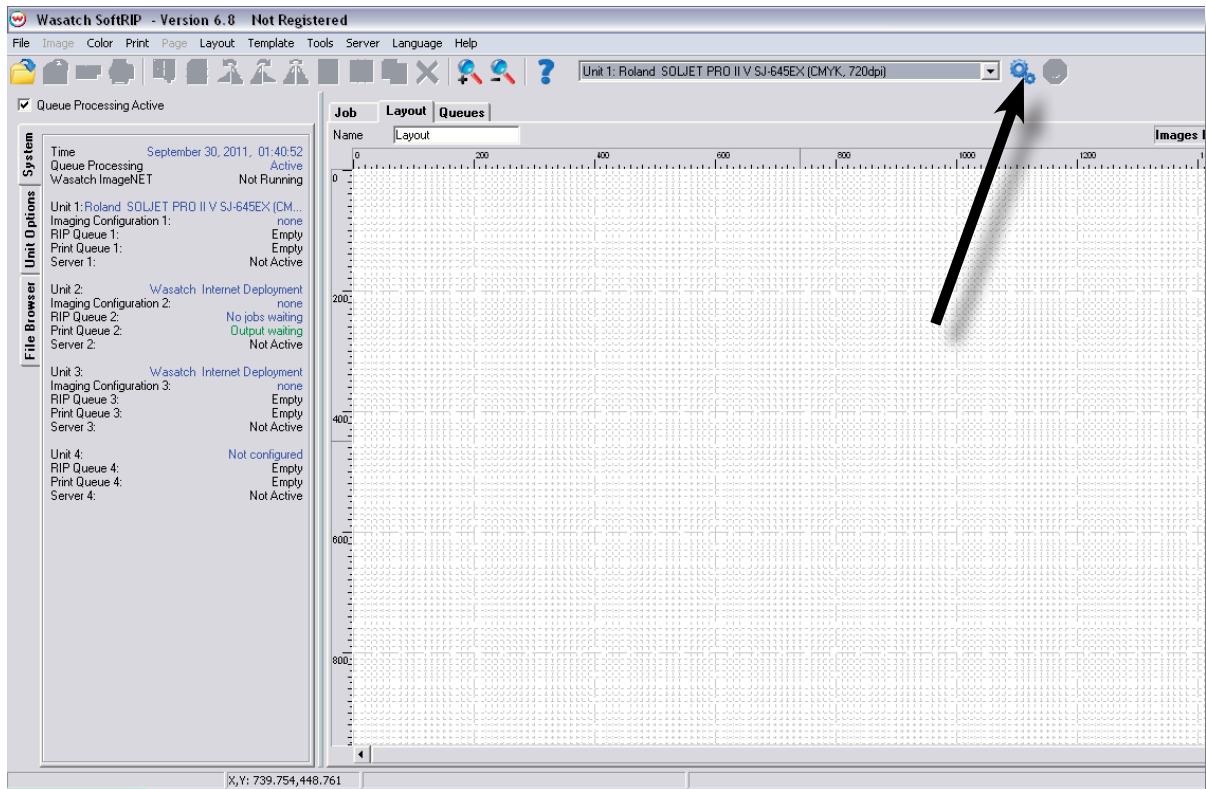 Wasatch SoftRIP - Version 6.8 Not Registered
File Image Color Print Page Layout Template Tools Server Language Help
Unit 1: Roland SOLJET PRO II V SJ-645EX (CMYK, 720dpi)
Queue Processing Active
Job Layout Queues
Name Layout Images
System
Unit Options
File Browser
Time September 30, 2011, 01:40:52
Queue Processing Active
Wasatch ImageNET Not Running
Unit 1: Roland SOLJET PRO II V SJ-645EX (CM...
Imaging Configuration 1: none
RIP Queue 1: Empty
Print Queue 1: Empty
Server 1: Not Active
Unit 2: Wasatch Internet Deployment
Imaging Configuration 2: none
RIP Queue 2: No jobs waiting
Print Queue 2: Output waiting
Server 2: Not Active
Unit 3: Wasatch Internet Deployment
Imaging Configuration 3: none
RIP Queue 3: Empty
Print Queue 3: Empty
Server 3: Not Active
Unit 4: Not configured
RIP Queue 4: Empty
Print Queue 4: Empty
Server 4: Not Active
0 200 400 600 800 1000 1200
0
200
400
600
800
X,Y: 739.754,448.761